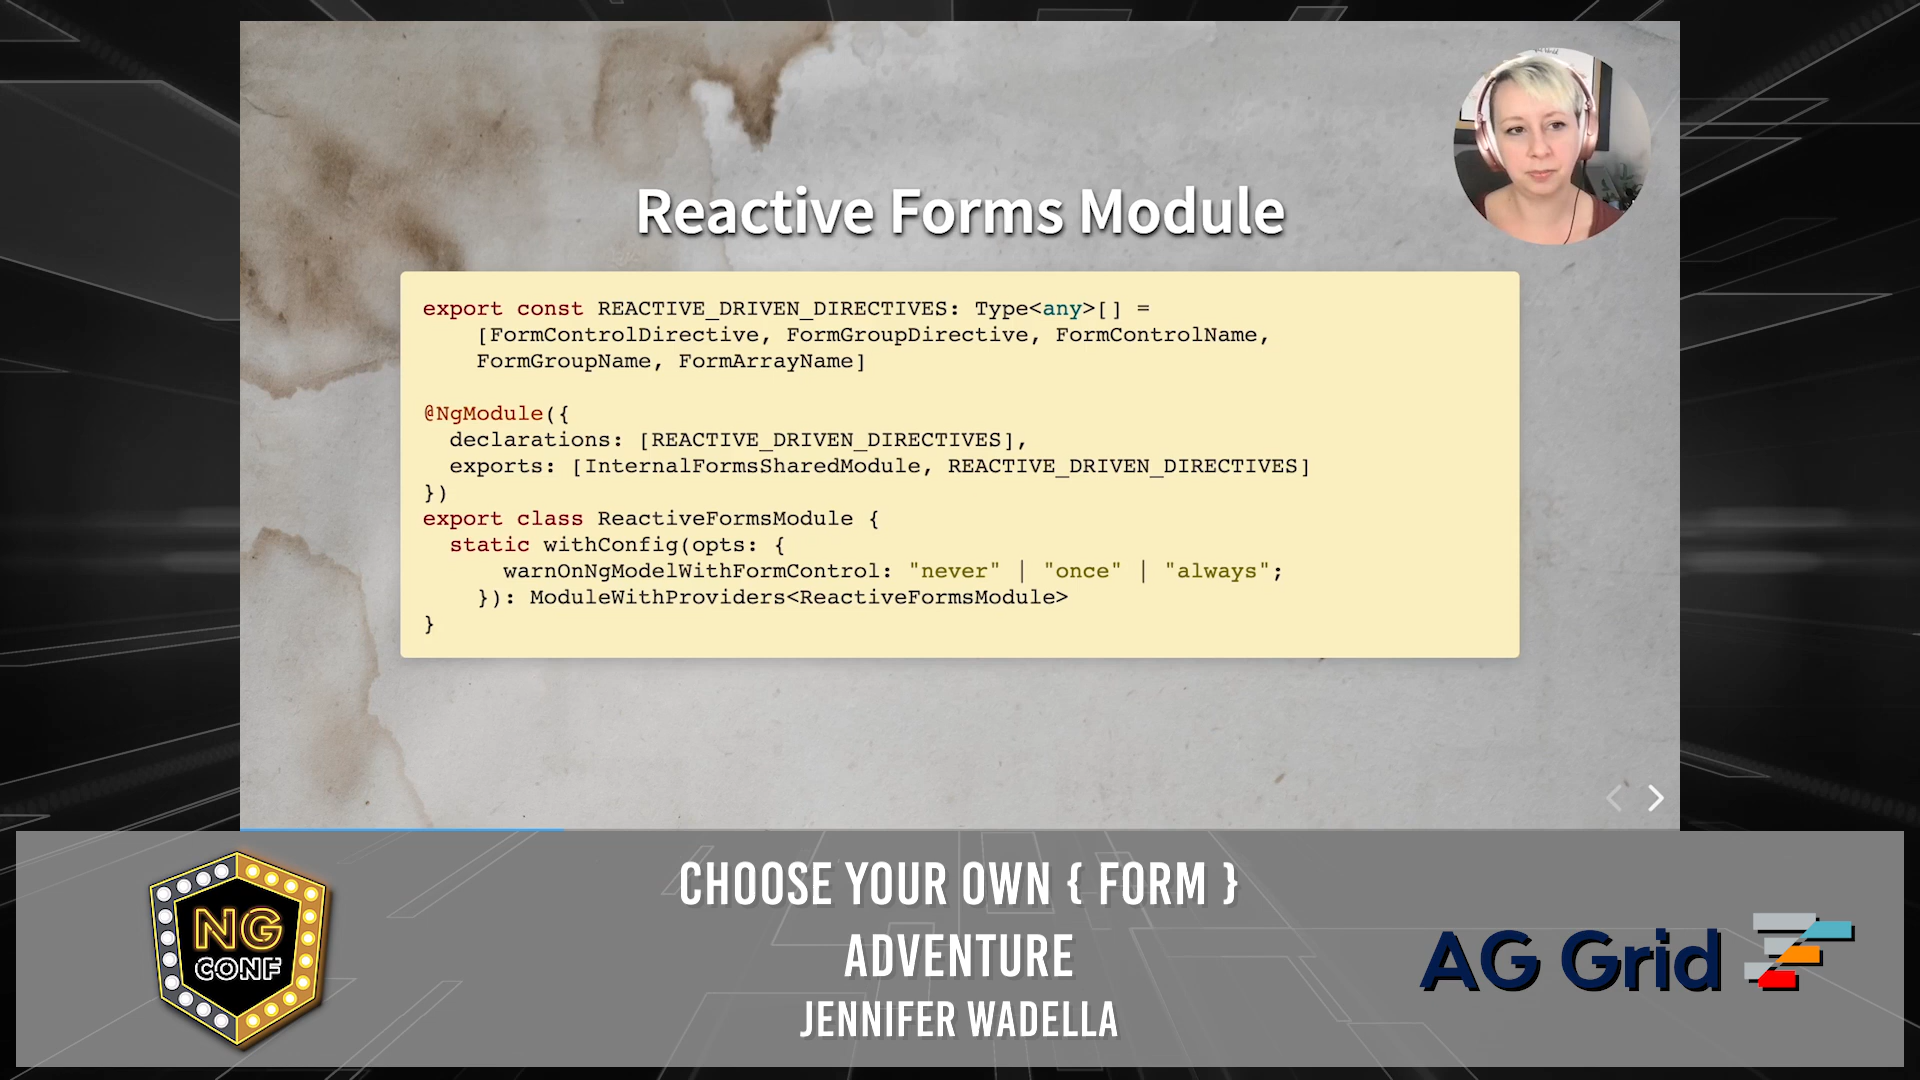 Reactive Forms Module
export const REACTIVE_DRIVEN_DIRECTIVES: Type<any>[] =
[FormControlDirective, FormGroupDirective, FormControlName,
FormGroupName, FormArrayName]
@NgModule({
declarations: [REACTIVE_DRIVEN_DIRECTIVES],
exports: [InternalFormsSharedModule, REACTIVE_DRIVEN_DIRECTIVES]
})
export class ReactiveFormsModule {
static withConfig(opts: {
warnOnNgModelWithFormControl: "never" | "once" | "always";
}): ModuleWithProviders<ReactiveFormsModule>
}
NG
CONF
CHOOSE YOUR OWN { FORM }
ADVENTURE
JENNIFER WADELLA
AG Grid